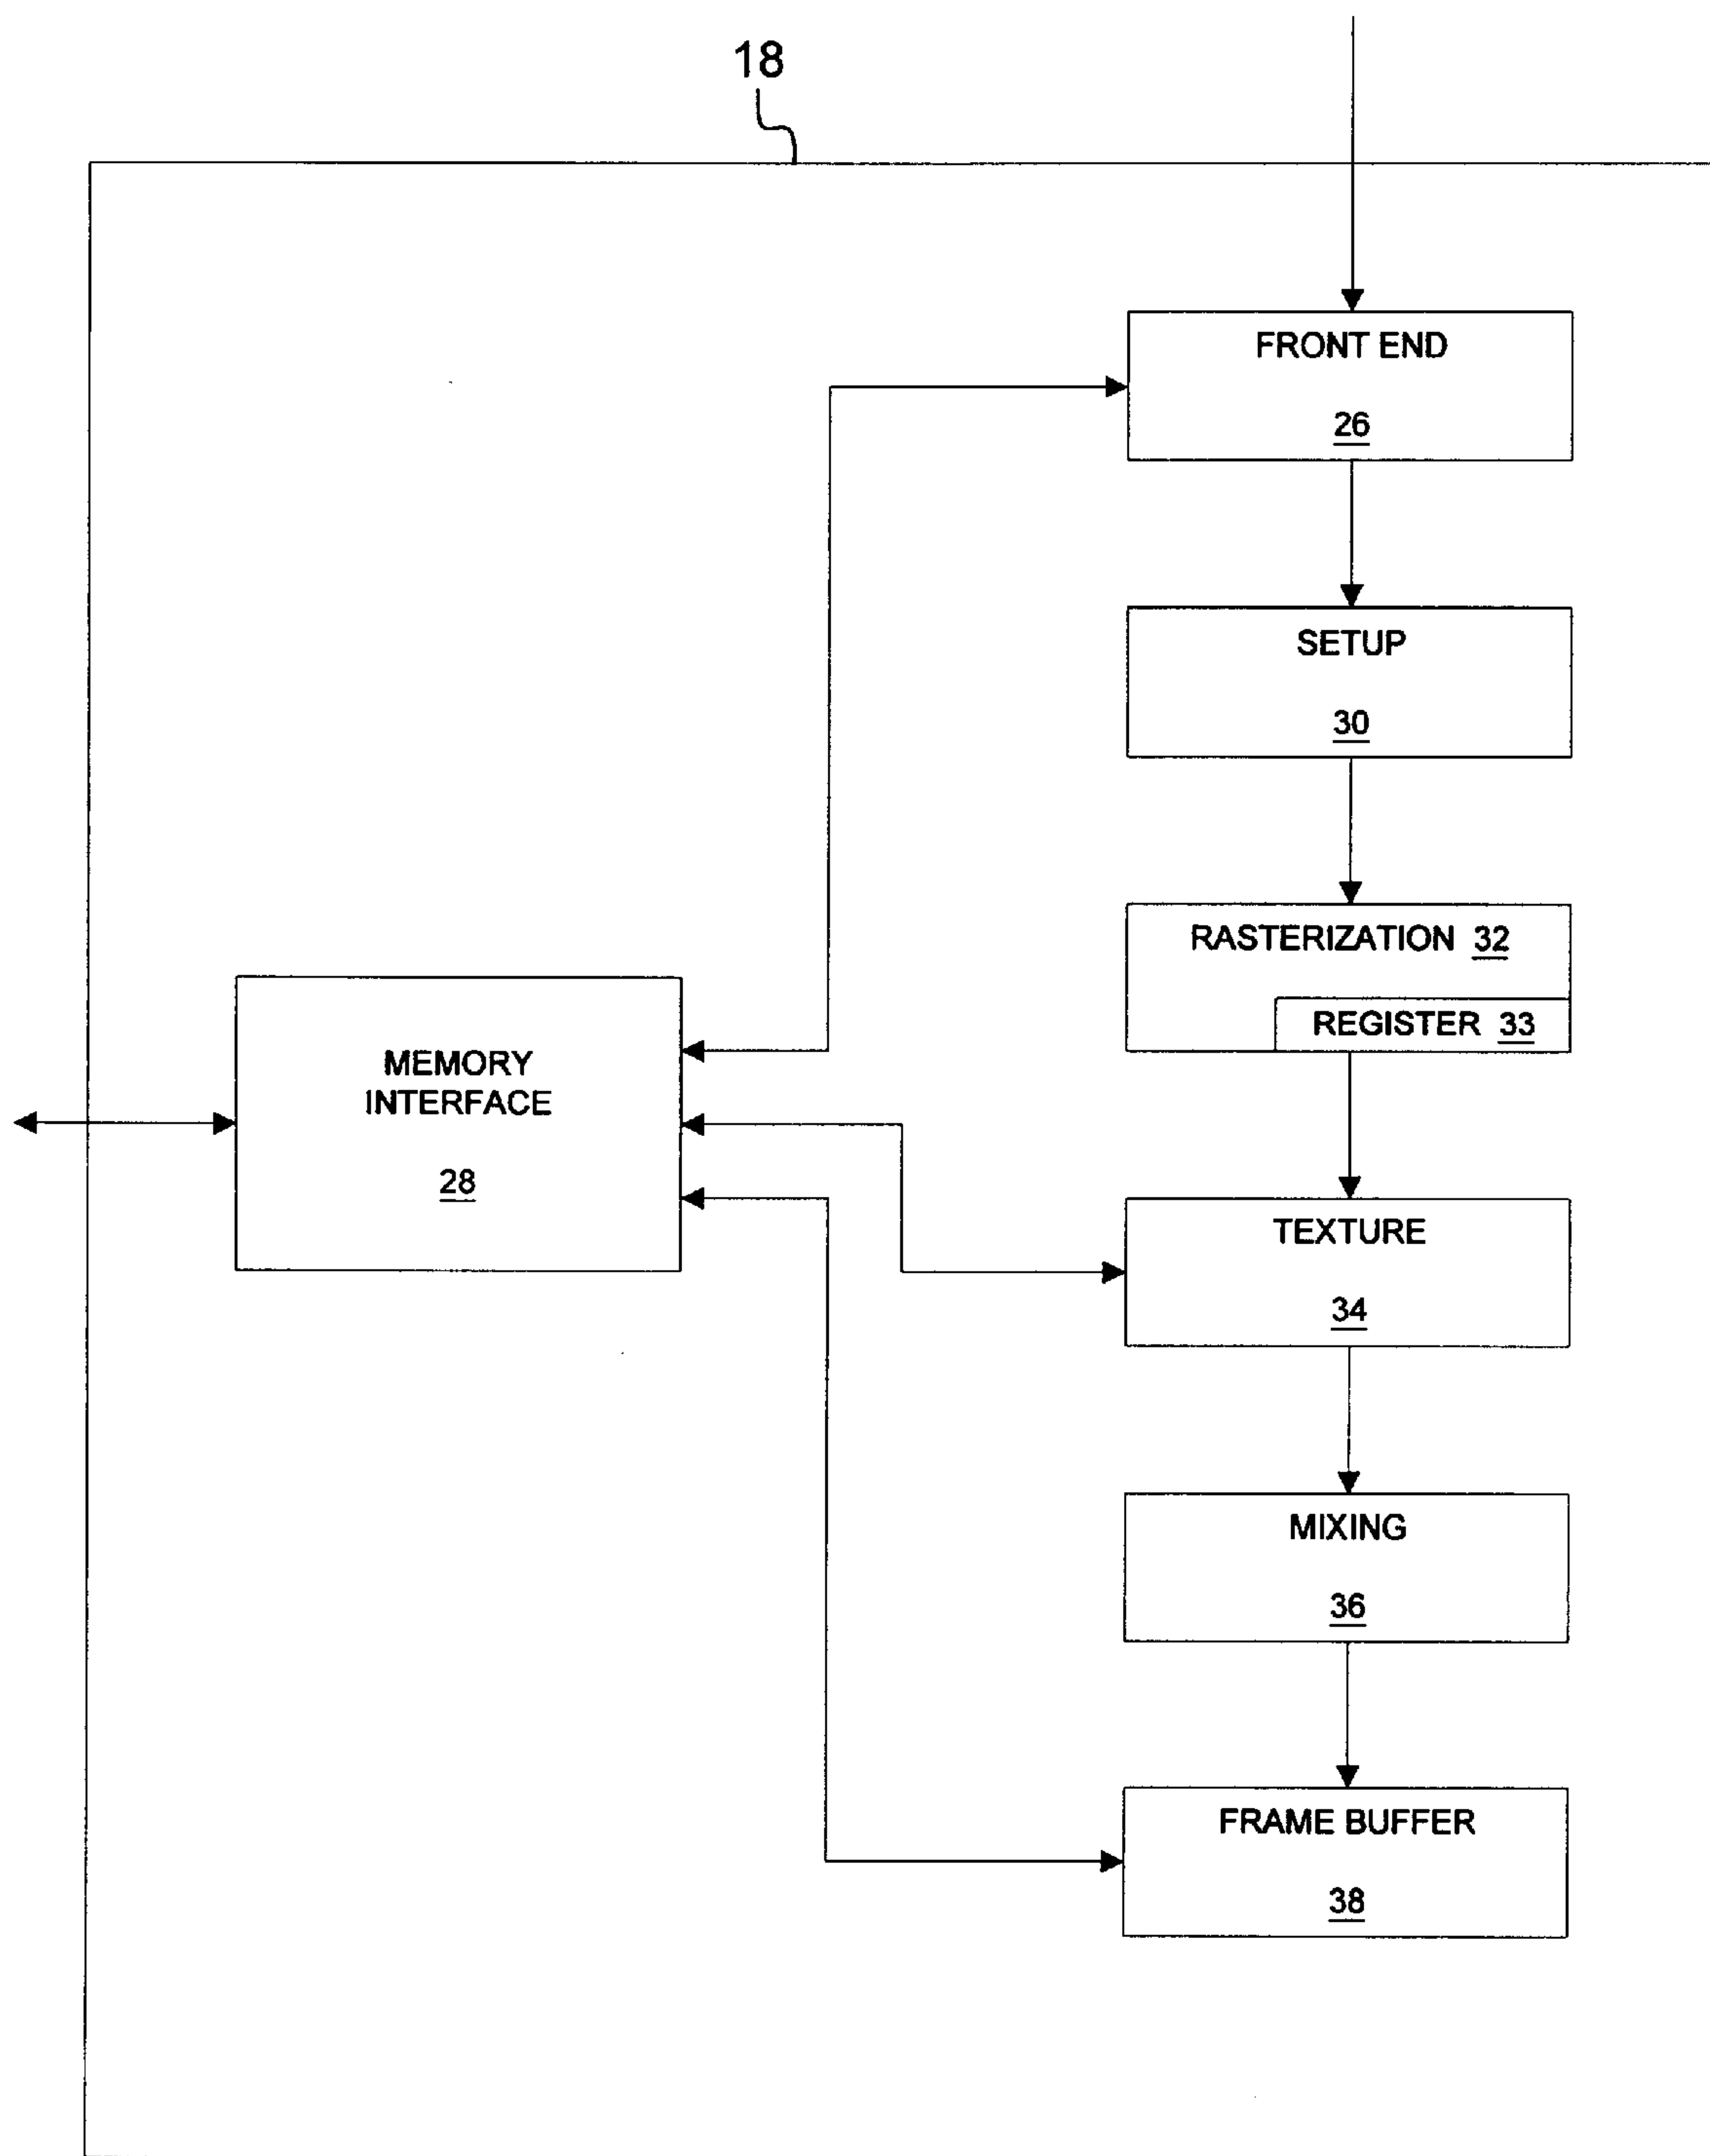 18
FRONT END
26
SETUP
30
RASTERIZATION 32
REGISTER 33
MEMORY
INTERFACE
28
TEXTURE
34
MIXING
36
FRAME BUFFER
38